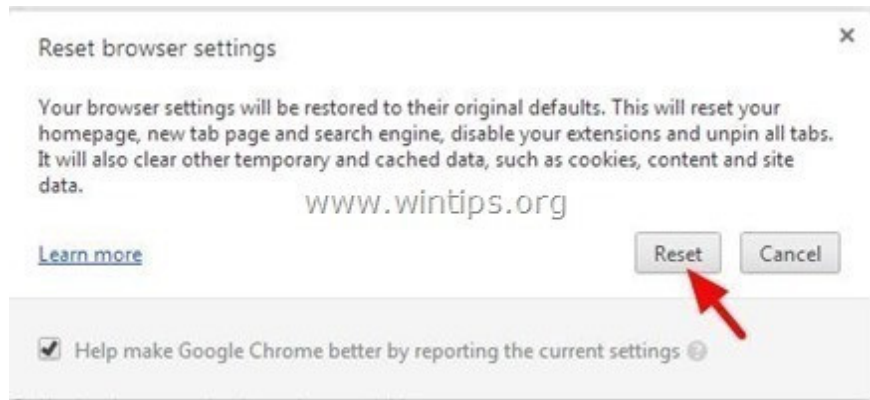 Reset browser settings
Your browser settings will be restored to their original defaults. This will reset your
homepage, new tab page and search engine, disable your extensions and unpin all tabs.
It will also clear other temporary and cached data, such as cookies, content and site
data.
www.wintips.org
Learn more
Reset
Cancel
Help make Google Chrome better by reporting the current settings